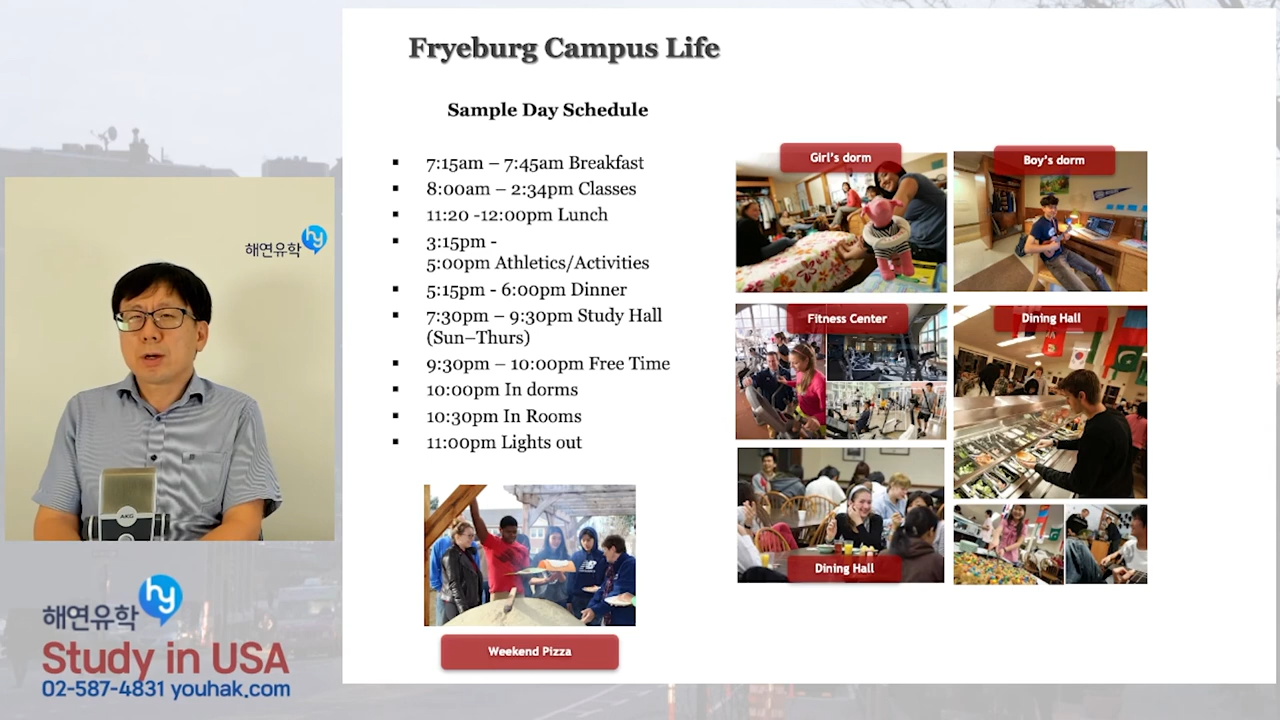 Fryeburg Campus Life
Sample Day Schedule
7:15am – 7:45am Breakfast
8:00am – 2:34pm Classes
11:20 -12:00pm Lunch
3:15pm -
5:00pm Athletics/Activities
5:15pm - 6:00pm Dinner
7:30pm – 9:30pm Study Hall
(Sun–Thurs)
9:30pm – 10:00pm Free Time
10:00pm In dorms
10:30pm In Rooms
11:00pm Lights out
Weekend Pizza
Girl's dorm
Boy's dorm
Fitness Center
Dining Hall
Dining Hall
해연유학 hy
AKG
해연유학 hy
Study in USA
02-587-4831 youhak.com